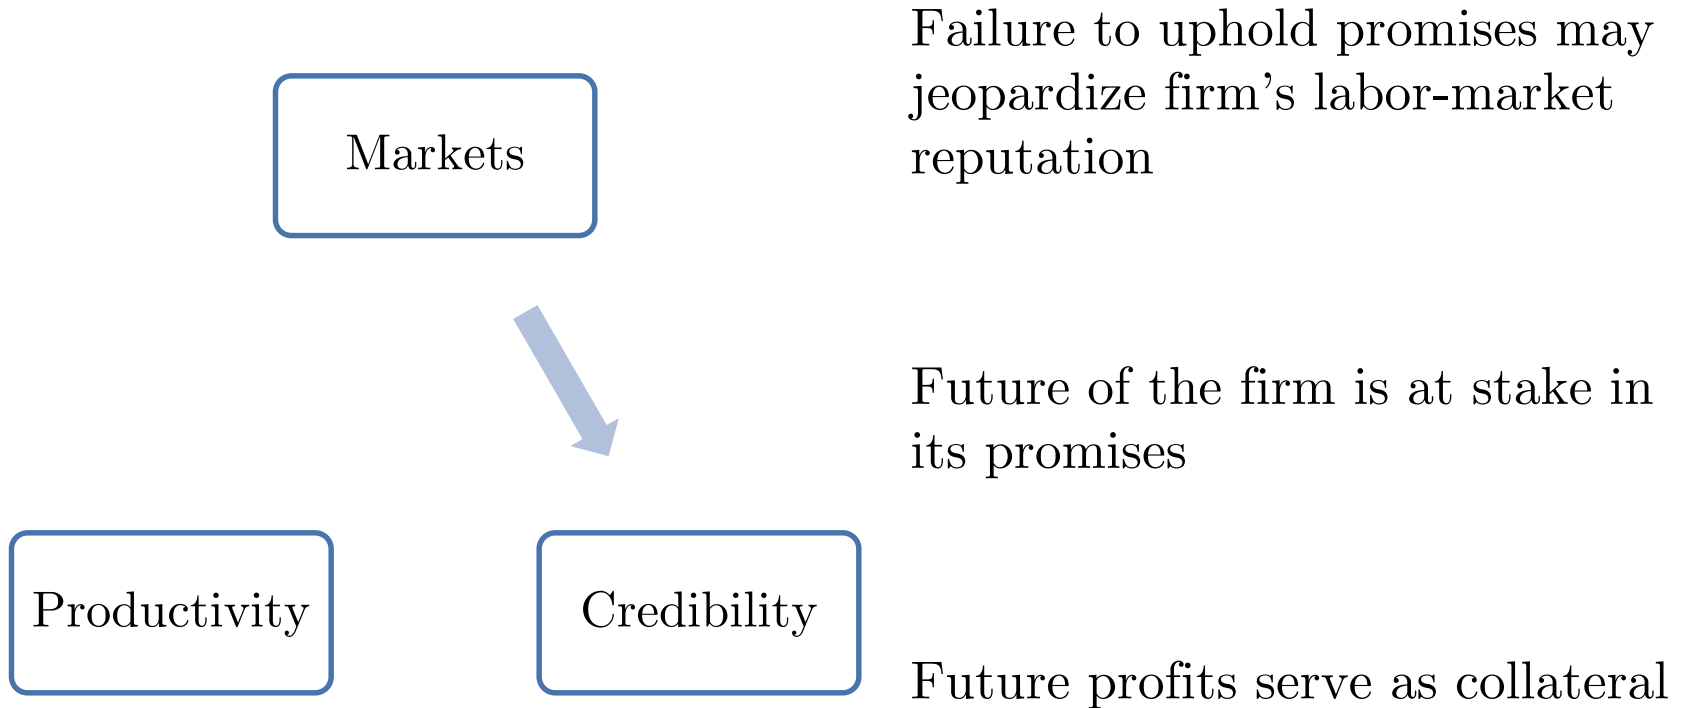 Markets
Productivity
Credibility
Failure to uphold promises may
jeopardize firm’s labor-market
reputation
Future of the firm is at stake in
its promises
Future profits serve as collateral